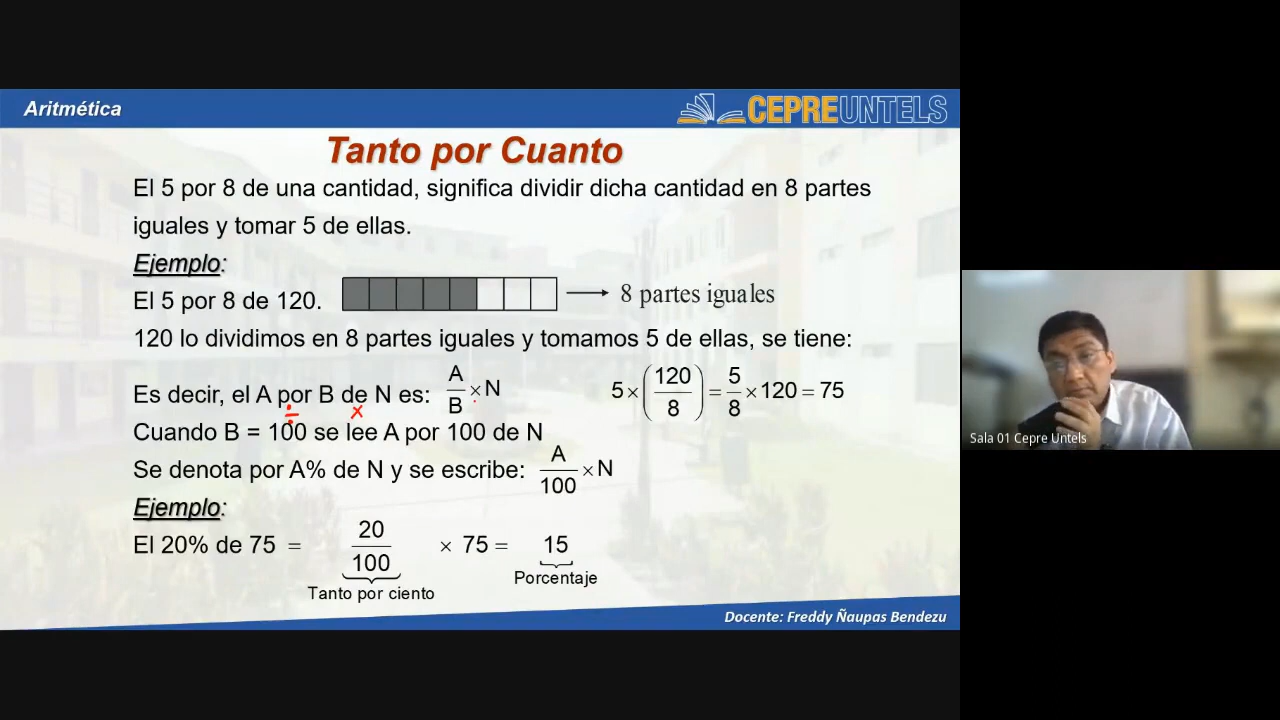 Aritmética
CEPREUNTELS
Tanto por Cuanto
El 5 por 8 de una cantidad, significa dividir dicha cantidad en 8 partes
iguales y tomar 5 de ellas.
Ejemplo:
El 5 por 8 de 120.
8 partes iguales
120 lo dividimos en 8 partes iguales y tomamos 5 de ellas, se tiene:
Es decir, el A por B de N es: A/B × N
5 × (120/8) = 5/8 × 120 = 75
÷ ×
Cuando B = 100 se lee A por 100 de N
Se denota por A% de N y se escribe: A/100 × N
Ejemplo:
El 20% de 75 = 20/100 × 75 = 15
Tanto por ciento
Porcentaje
Docente: Freddy Ñaupas Bendezu
Sala 01 Cepre Untels